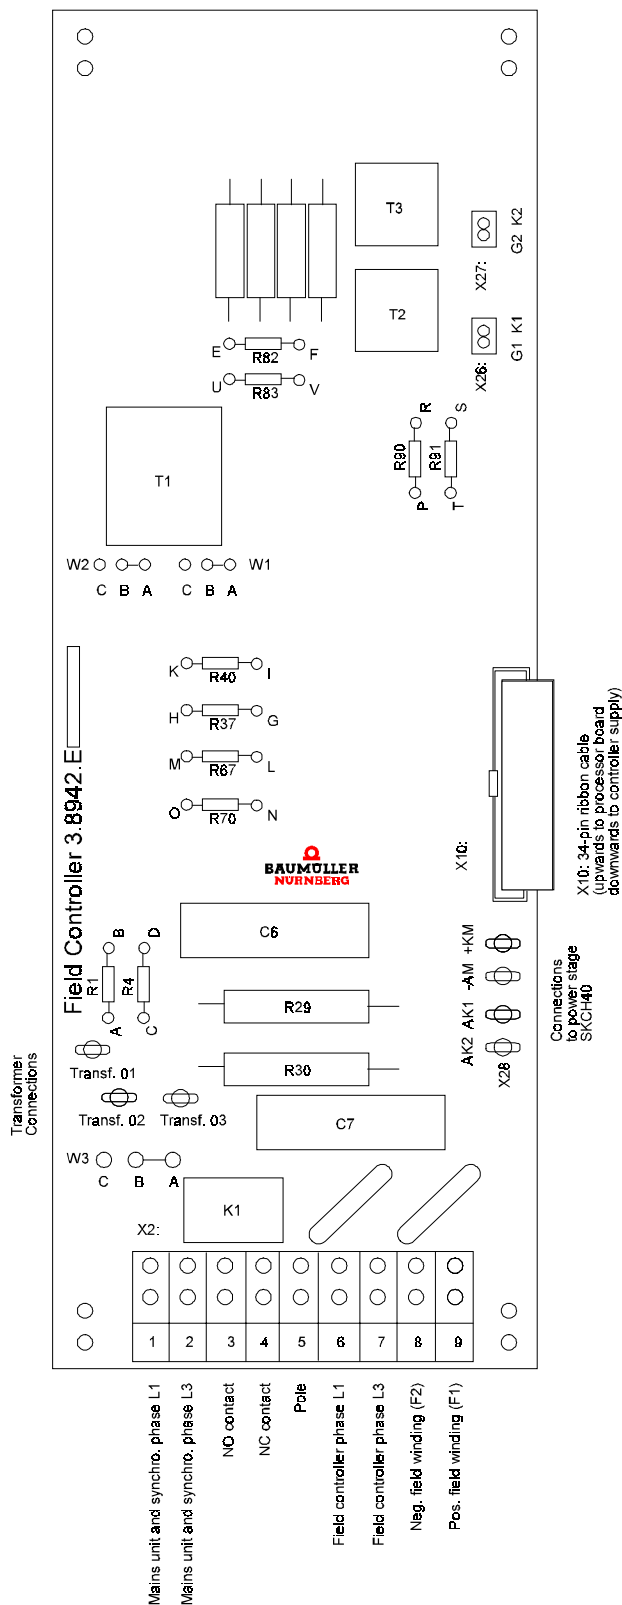 T3
K2
G2
X27:
T2
K1
G1
X26:
E
R82
F
U
R83
V
R
S
R90
R91
P
T
T1
W2
W1
C B A
C B A
K
R40
I
H
R37
G
M
R67
L
O
R70
N
Field Controller 3.8942.E
X10:
X10: 34-pin ribbon cable
(upwards to processor board
downwards to controller supply)
BAUMÜLLER
NÜRNBERG
C6
B
D
R1
R4
A
C
R29
R30
+KM
-AM
AK1
AK2
X28
Connections
to power stage
SKCH40
Transformer
Connections
Transf. 01
Transf. 02
Transf. 03
C7
W3
C B A
K1
X2:
1 2 3 4 5 6 7 8 9
Mains unit and synchro. phase L1
Mains unit and synchro. phase L3
NO contact
NC contact
Pole
Field controller phase L1
Field controller phase L3
Neg. field winding (F2)
Pos. field winding (F1)